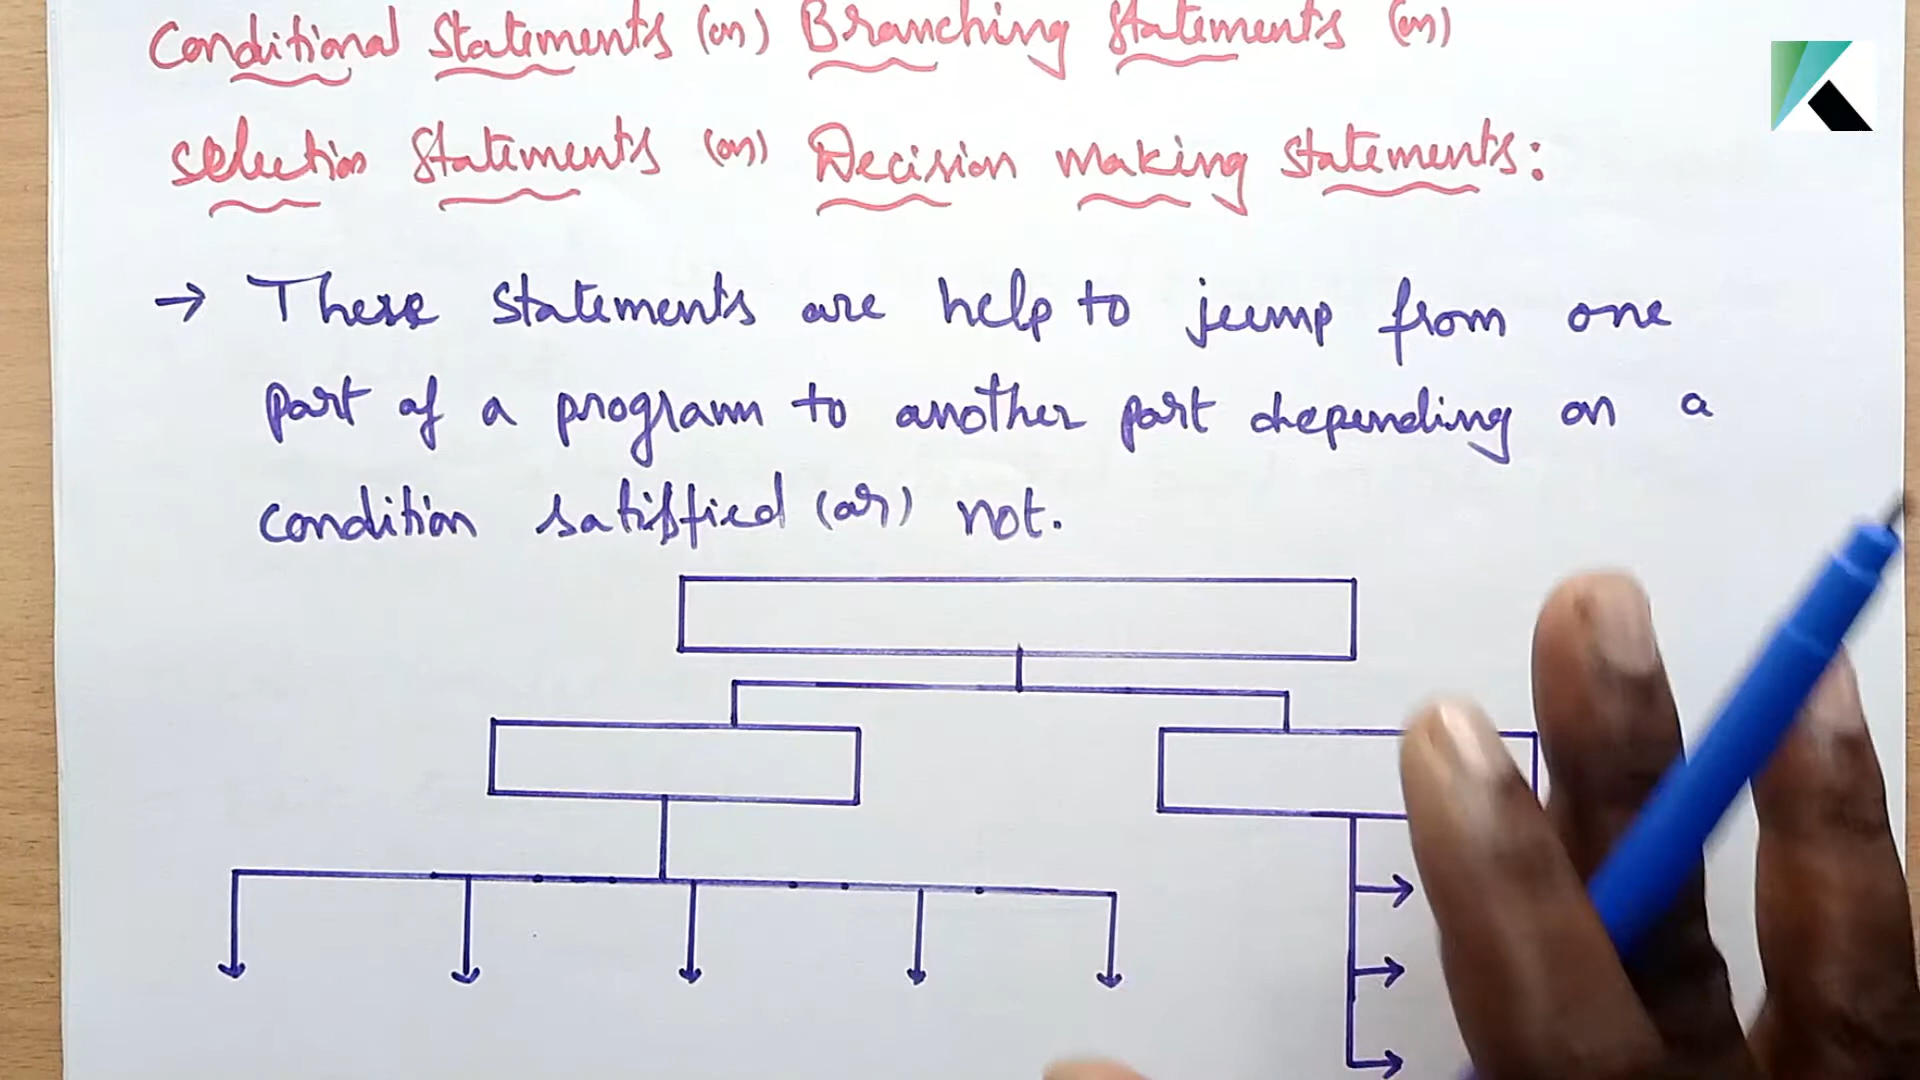 Conditional Statements (or) Branching Statements (or)
Selection Statements (or) Decision making Statements:
→ These statements are help to jump from one
part of a program to another part depending on a
condition satisfied (or) not.